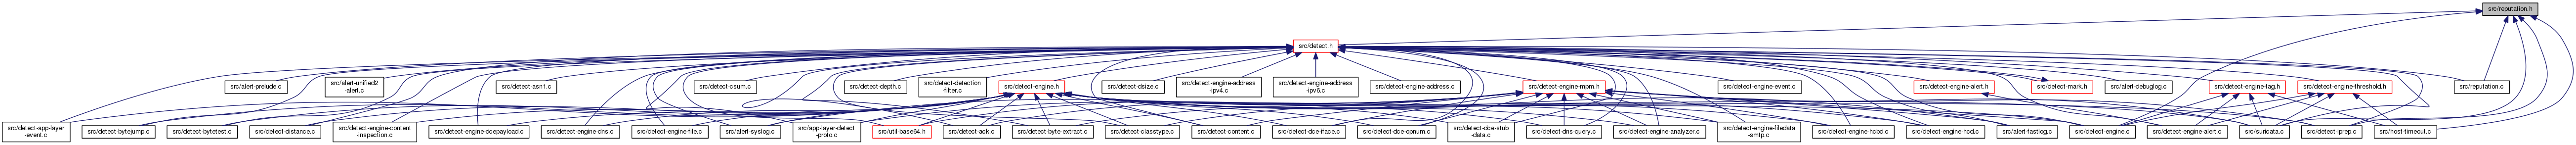 src/reputation.h
src/detect.h
src/alert-prelude.c
src/alert-unified2
-alert.c
src/detect-asn1.c
src/detect-csum.c
src/detect-depth.c
src/detect-detection
-filter.c
src/detect-engine.h
src/detect-dsize.c
src/detect-engine-address
-ipv4.c
src/detect-engine-address
-ipv6.c
src/detect-engine-address.c
src/detect-engine-mpm.h
src/detect-engine-event.c
src/detect-engine-alert.h
src/detect-mark.h
src/alert-debuglog.c
src/detect-engine-tag.h
src/detect-engine-threshold.h
src/reputation.c
src/detect-app-layer
-event.c
src/detect-bytejump.c
src/detect-bytetest.c
src/detect-distance.c
src/detect-engine-content
-inspection.c
src/detect-engine-dcepayload.c
src/detect-engine-dns.c
src/detect-engine-file.c
src/alert-syslog.c
src/app-layer-detect
-proto.c
src/util-base64.h
src/detect-ack.c
src/detect-byte-extract.c
src/detect-classtype.c
src/detect-content.c
src/detect-dce-iface.c
src/detect-dce-opnum.c
src/detect-dce-stub
-data.c
src/detect-dns-query.c
src/detect-engine-analyzer.c
src/detect-engine-filedata
-smtp.c
src/detect-engine-hcbd.c
src/detect-engine-hcd.c
src/alert-fastlog.c
src/detect-engine.c
src/detect-engine-alert.c
src/suricata.c
src/detect-iprep.c
src/host-timeout.c